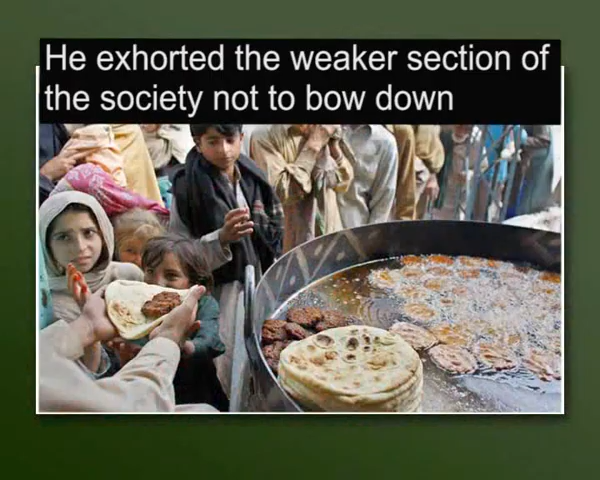 He exhorted the weaker section of
the society not to bow down